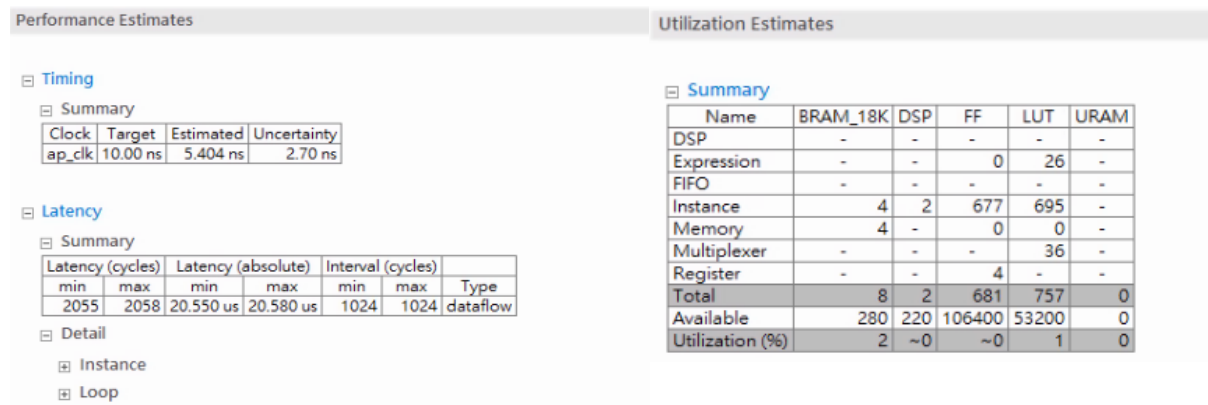 Performance Estimates
Timing
Summary
Clock Target Estimated Uncertainty
ap_clk 10.00 ns 5.404 ns 2.70 ns
Latency
Summary
Latency (cycles) Latency (absolute) Interval (cycles)
min max min max min max Type
2055 2058 20.550 us 20.580 us 1024 1024 dataflow
Detail
Instance
Loop
Utilization Estimates
Summary
Name BRAM_18K DSP FF LUT URAM
DSP - - - - -
Expression - - 0 26 -
FIFO - - - - -
Instance 4 2 677 695 -
Memory 4 - 0 0 -
Multiplexer - - - 36 -
Register - - 4 - -
Total 8 2 681 757 0
Available 280 220 106400 53200 0
Utilization (%) 2 ~0 ~0 1 0